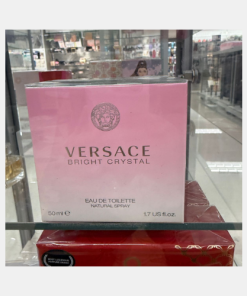 VERSACE
BRIGHT CRYSTAL
EAU DE TOILETTE
NATURAL SPRAY
50ml e 1.7 US fl.oz.